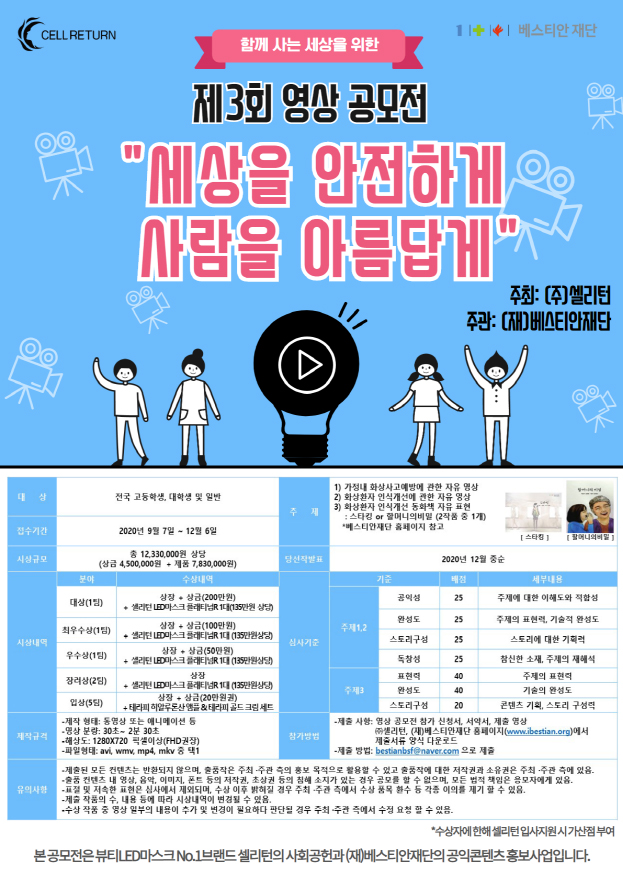 CELLRETURN
베스티안 재단
함께 사는 세상을 위한
제3회 영상 공모전
"세상을 안전하게
사람을 아름답게"
주최: (주)셀리턴
주관: (재)베스티안재단
대 상
전국 고등학생, 대학생 및 일반
주 제
1) 가정내 화상사고예방에 관한 자유 영상
2) 화상환자 인식개선에 관한 자유 영상
3) 화상환자 인식개선 동화책 자유 표현
: 스타킹 or 할머니의비밀 (2작품 중 1개)
*베스티안재단 홈페이지 참고
[ 스타킹 ]
[ 할머니의비밀 ]
접수기간
2020년 9월 7일 ~ 12월 6일
시상규모
총 12,330,000원 상당
(상금 4,500,000원 + 제품 7,830,000원)
당선작발표
2020년 12월 중순
시상내역
분야
수상내역
대상(1팀)
상장 + 상금(200만원)
+ 셀리턴 LED마스크 플래티넘R 1대(135만원 상당)
최우수상(1팀)
상장 + 상금(100만원)
+ 셀리턴 LED마스크 플래티넘R 1대 (135만원상당)
우수상(1팀)
상장 + 상금(50만원)
+ 셀리턴 LED마스크 플래티넘R 1대 (135만원상당)
장려상(2팀)
상장
+ 셀리턴 LED마스크 플래티넘R 1대 (135만원상당)
입상(5팀)
상장 + 상금(20만원권)
+ 테라피 히알루론산 앰플 & 테라피 골드 크림 세트
심사기준
기준
배점
세부내용
주제1,2
공익성
25
주제에 대한 이해도와 적합성
완성도
25
주제의 표현력, 기술적 완성도
스토리구성
25
스토리에 대한 기획력
독창성
25
참신한 소재, 주제의 재해석
주제3
표현력
40
주제의 표현력
완성도
40
기술의 완성도
스토리구성
20
콘텐츠 기획, 스토리 구성력
제작규격
-제작 형태: 동영상 또는 애니메이션 등
-영상 분량: 30초~ 2분 30초
-해상도: 1280X720 픽셀이상(FHD권장)
-파일형태: avi, wmv, mp4, mkv 중 택1
참가방법
-제출 사항: 영상 공모전 참가 신청서, 서약서, 제출 영상
㈜셀리턴, (재)베스티안재단 홈페이지(www.ibestian.org)에서
제출서류 양식 다운로드
-제출 방법: bestianbsf@naver.com 으로 제출
유의사항
-제출된 모든 컨텐츠는 반환되지 않으며, 출품작은 주최·주관 측의 홍보 목적으로 활용할 수 있고 출품작에 대한 저작권과 소유권은 주최·주관 측에 있음.
-출품 컨텐츠 내 영상, 음악, 이미지, 폰트 등의 저작권, 초상권 등의 침해 소지가 있는 경우 공모를 할 수 없으며, 모든 법적 책임은 응모자에게 있음.
-표절 및 저속한 표현은 심사에서 제외되며, 수상 이후 밝혀질 경우 주최·주관 측에서 수상 품목 환수 등 각종 이의를 제기 할 수 있음.
-제출 작품의 수, 내용 등에 따라 시상내역이 변경될 수 있음.
-수상 작품 중 영상 일부의 내용이 추가 및 변경이 필요하다 판단될 경우 주최·주관 측에서 수정 요청 할 수 있음.
*수상자에 한해 셀리턴 입사지원 시 가산점 부여
본 공모전은 뷰티LED마스크 No.1브랜드 셀리턴의 사회공헌과 (재)베스티안재단의 공익콘텐츠 홍보사업입니다.